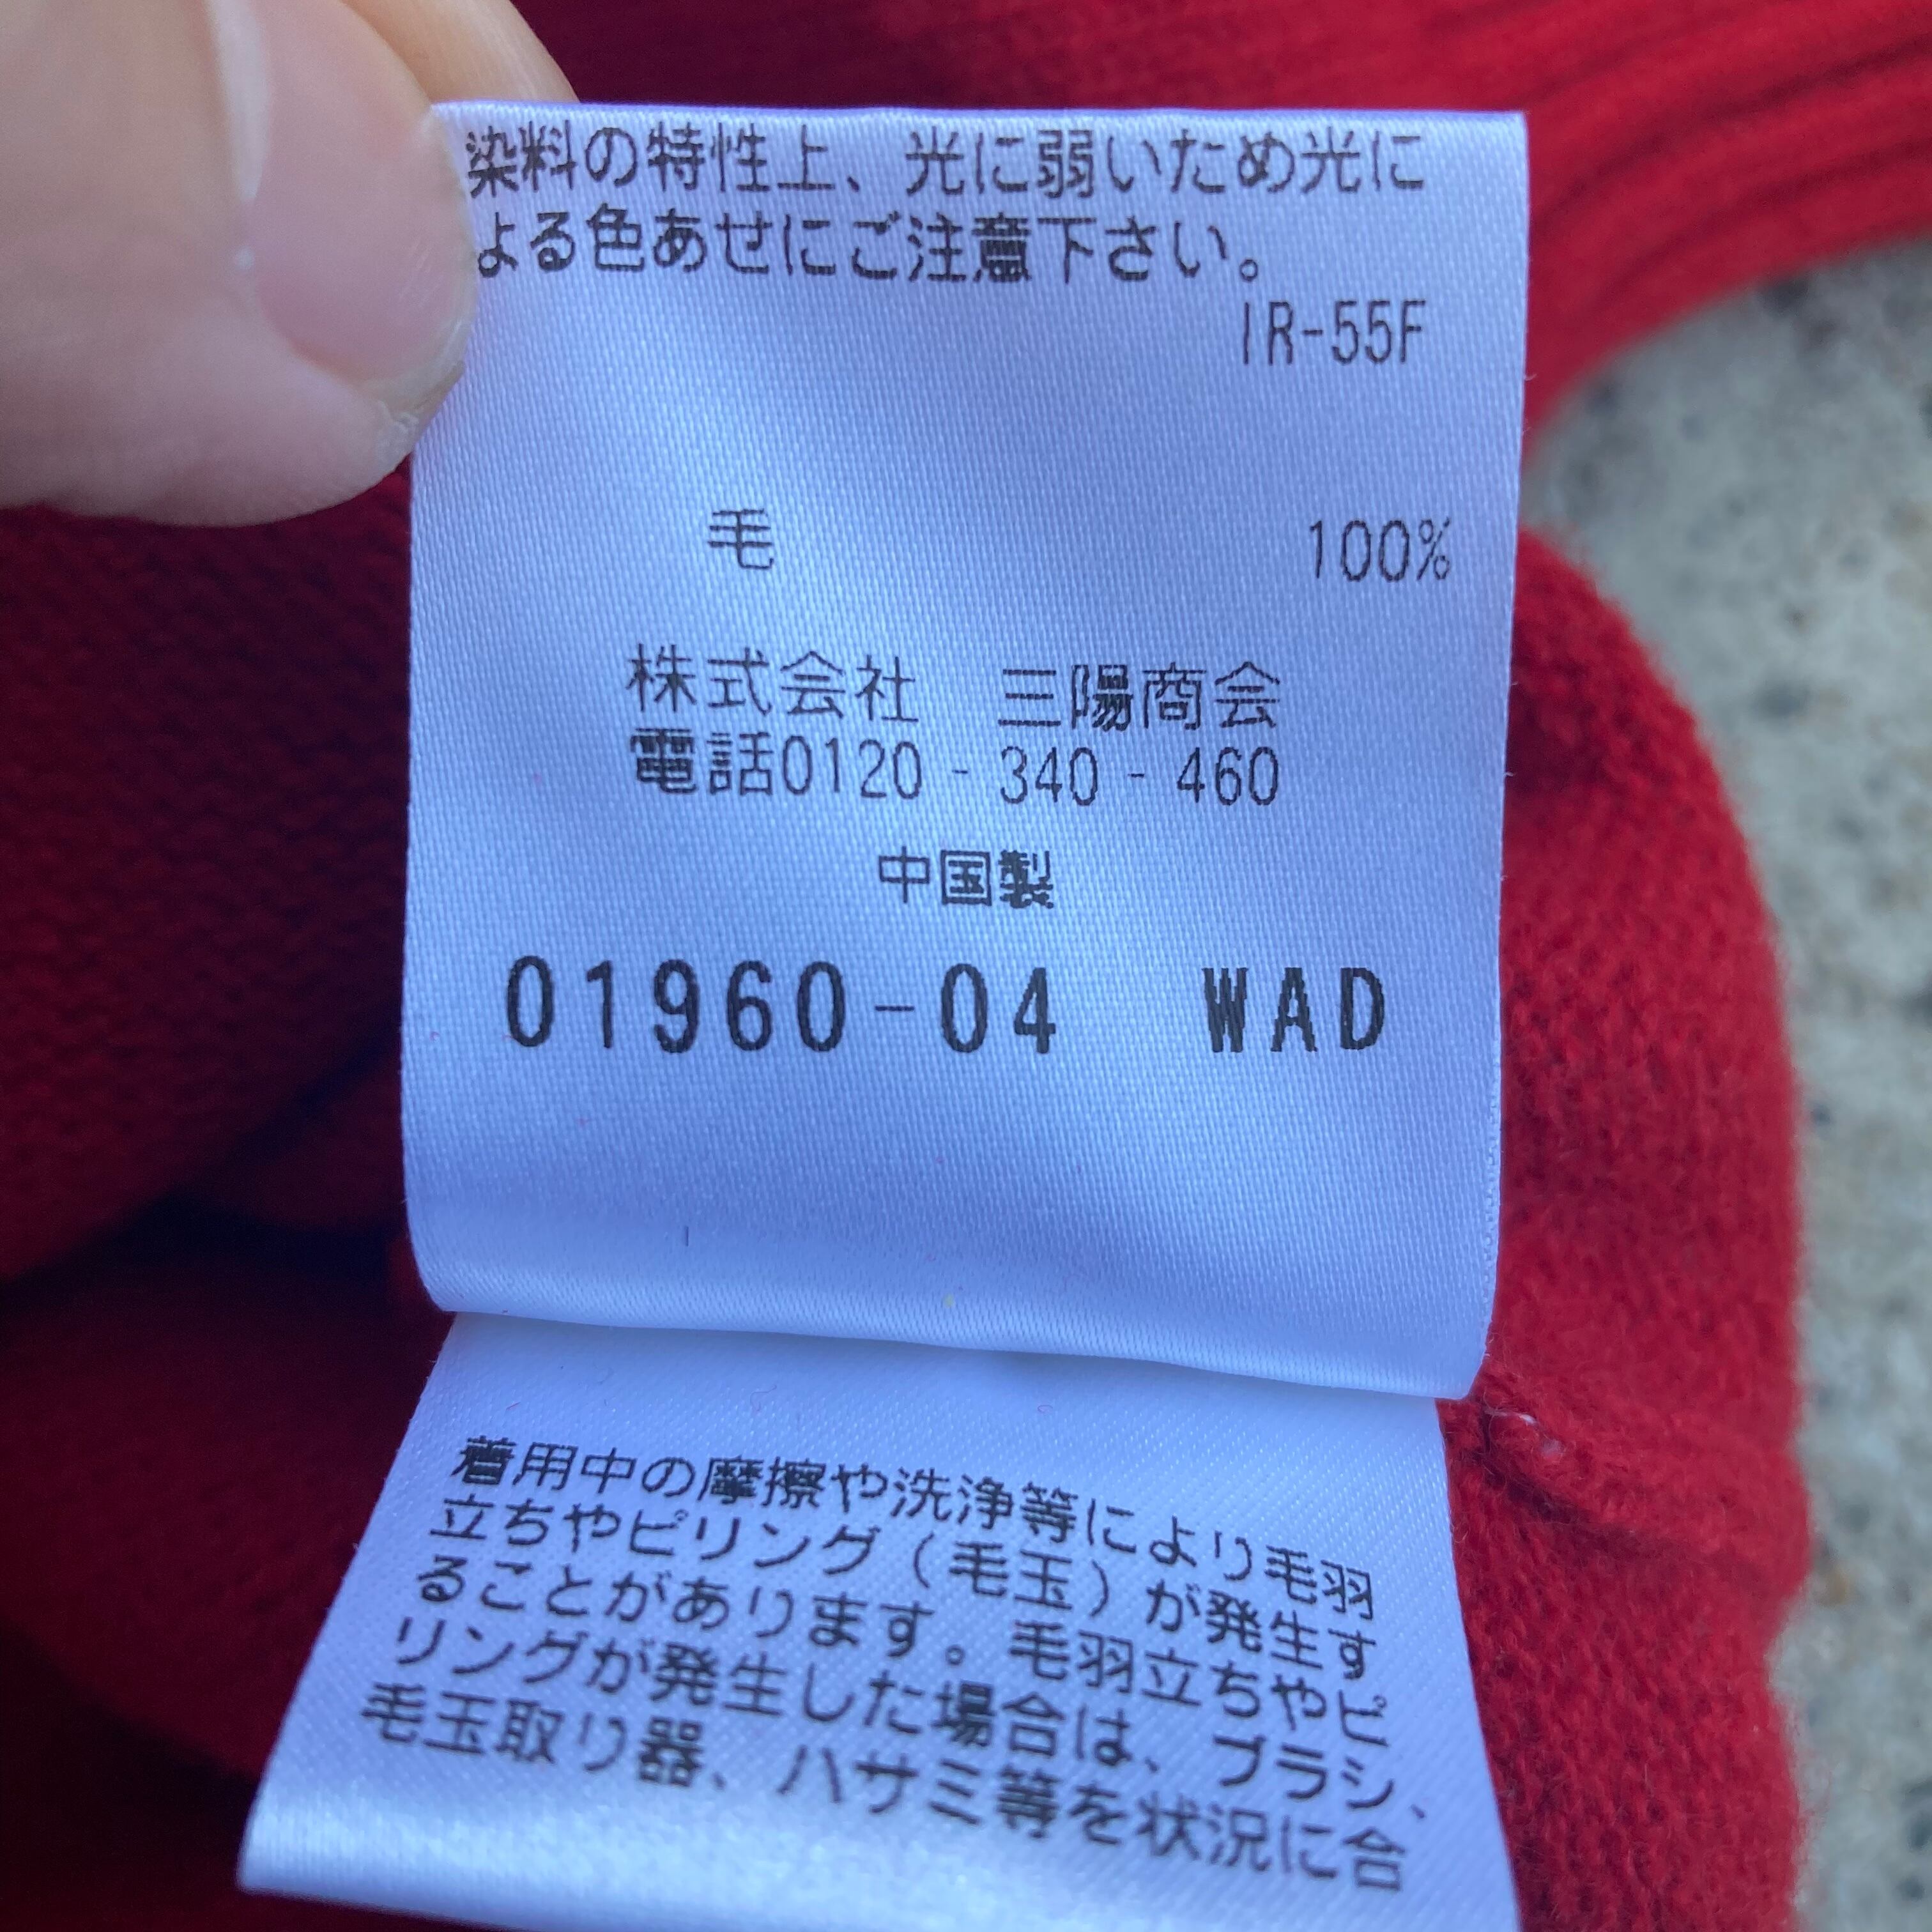 染料の特性上、光に弱いため光に
よる色あせにご注意下さい。
IR-55F
毛 100%
株式会社 三陽商会
電話0120-340-460
中国製
01960-04 WAD
着用中の摩擦や洗浄等により毛羽
立ちやピリング(毛玉)が発生す
ることがあります。毛羽立ちやピ
リングが発生した場合は、ブラシ、
毛玉取り器、ハサミ等を状況に合